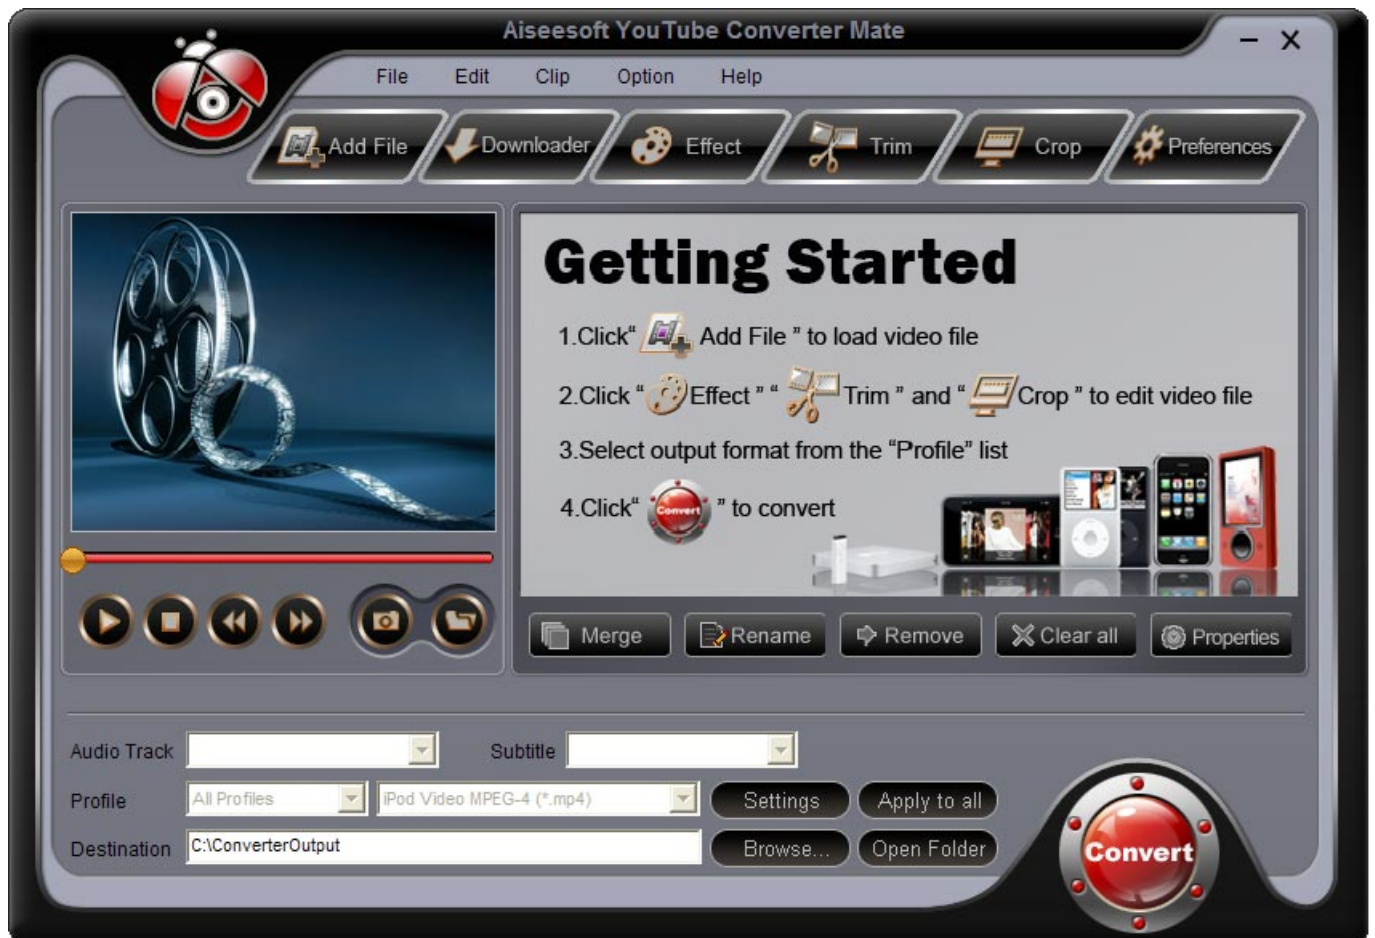 Aiseesoft YouTube Converter Mate
File Edit Clip Option Help
Add File Downloader Effect Trim Crop Preferences
Getting Started
1.Click“ Add File ” to load video file
2.Click “ Effect ” “ Trim ” and “ Crop ” to edit video file
3.Select output format from the “Profile” list
4.Click“ Convert ” to convert
Merge Rename Remove Clear all Properties
Audio Track Subtitle
Profile All Profiles iPod Video MPEG-4 (*.mp4) Settings Apply to all
Destination C:\ConverterOutput Browse... Open Folder
Convert